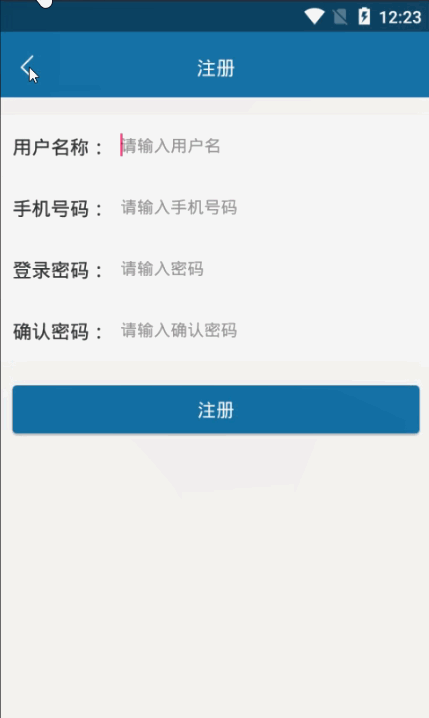 12:23
注册
用户名称： 请输入用户名
手机号码： 请输入手机号码
登录密码： 请输入密码
确认密码： 请输入确认密码
注册